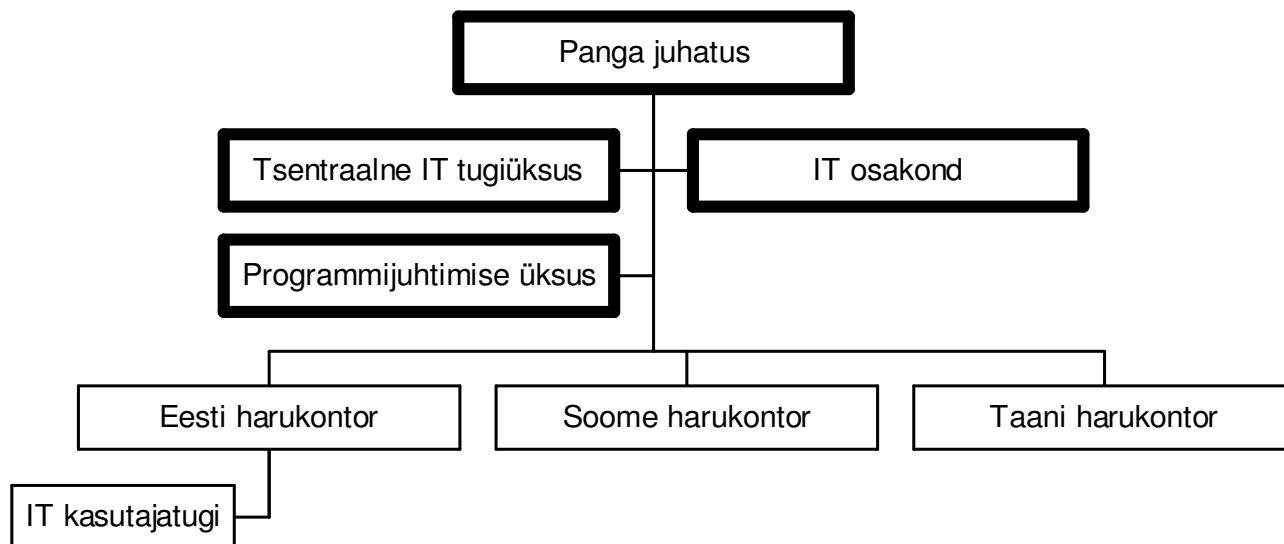 Panga juhatus
Tsentraalne IT tugiüksus
IT osakond
Programmijuhtimise üksus
Eesti harukontor
Soome harukontor
Taani harukontor
IT kasutajatugi